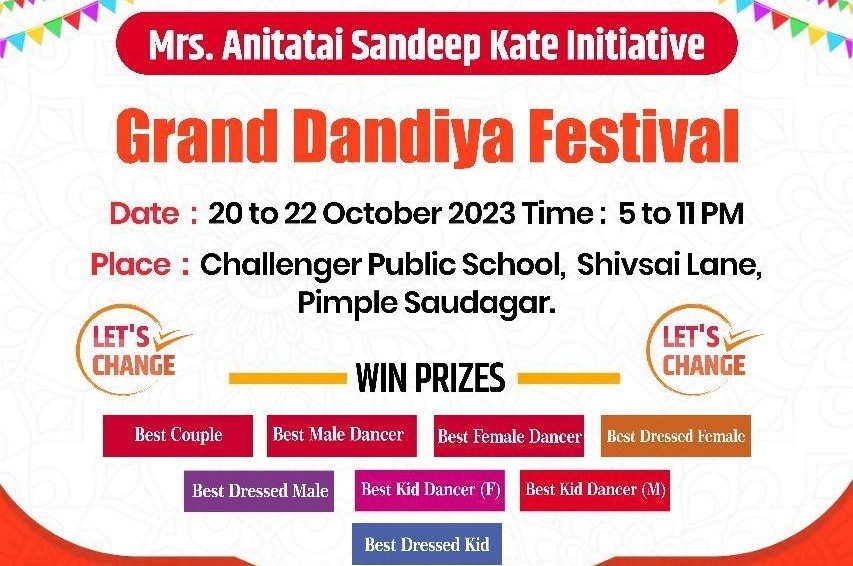 Mrs. Anitatai Sandeep Kate Initiative
Grand Dandiya Festival
Date : 20 to 22 October 2023 Time : 5 to 11 PM
Place : Challenger Public School, Shivsai Lane,
Pimple Saudagar.
LET'S
CHANGE
LET'S
CHANGE
WIN PRIZES
Best Couple
Best Male Dancer
Best Female Dancer
Best Dressed Female
Best Dressed Male
Best Kid Dancer (F)
Best Kid Dancer (M)
Best Dressed Kid